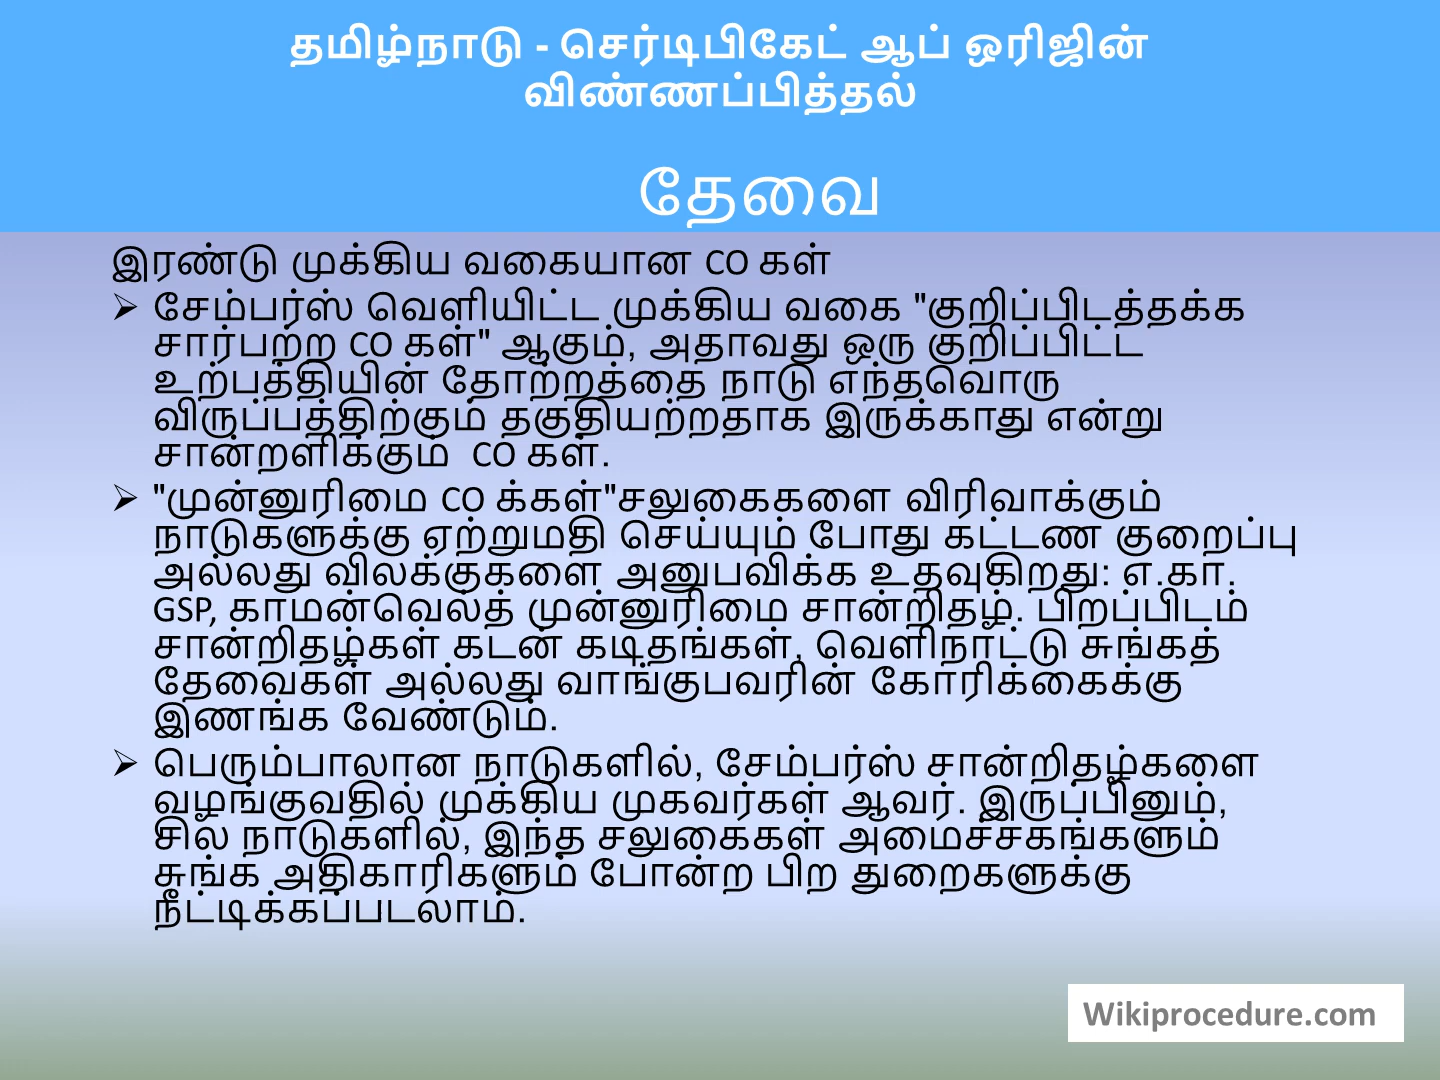 தமிழ்நாடு - செர்டிபிகேட் ஆப் ஒரிஜின்
விண்ணப்பித்தல்
தேவை
இரண்டு முக்கிய வகையான CO கள்
➢ சேம்பர்ஸ் வெளியிட்ட முக்கிய வகை "குறிப்பிடத்தக்க
சார்பற்ற CO கள்" ஆகும், அதாவது ஒரு குறிப்பிட்ட
உற்பத்தியின் தோற்றத்தை நாடு எந்தவொரு
விருப்பத்திற்கும் தகுதியற்றதாக இருக்காது என்று
சான்றளிக்கும் CO கள்.
➢ "முன்னுரிமை CO க்கள்"சலுகைகளை விரிவாக்கும்
நாடுகளுக்கு ஏற்றுமதி செய்யும் போது கட்டண குறைப்பு
அல்லது விலக்குகளை அனுபவிக்க உதவுகிறது: எ.கா.
GSP, காமன்வெல்த் முன்னுரிமை சான்றிதழ். பிறப்பிடம்
சான்றிதழ்கள் கடன் கடிதங்கள், வெளிநாட்டு சுங்கத்
தேவைகள் அல்லது வாங்குபவரின் கோரிக்கைக்கு
இணங்க வேண்டும்.
➢ பெரும்பாலான நாடுகளில், சேம்பர்ஸ் சான்றிதழ்களை
வழங்குவதில் முக்கிய முகவர்கள் ஆவர். இருப்பினும்,
சில நாடுகளில், இந்த சலுகைகள் அமைச்சகங்களும்
சுங்க அதிகாரிகளும் போன்ற பிற துறைகளுக்கு
நீட்டிக்கப்படலாம்.
Wikiprocedure.com